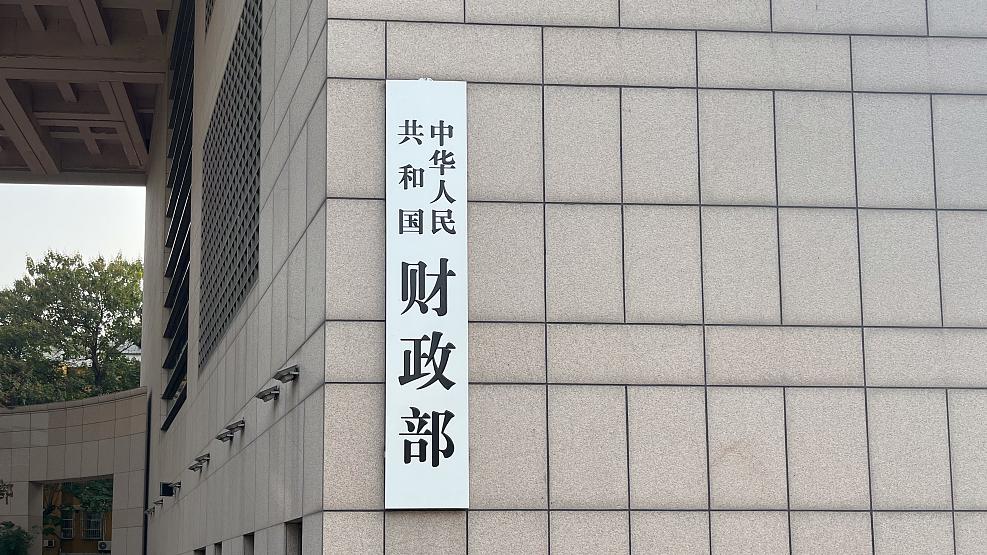 中华人民
共和国
财政部